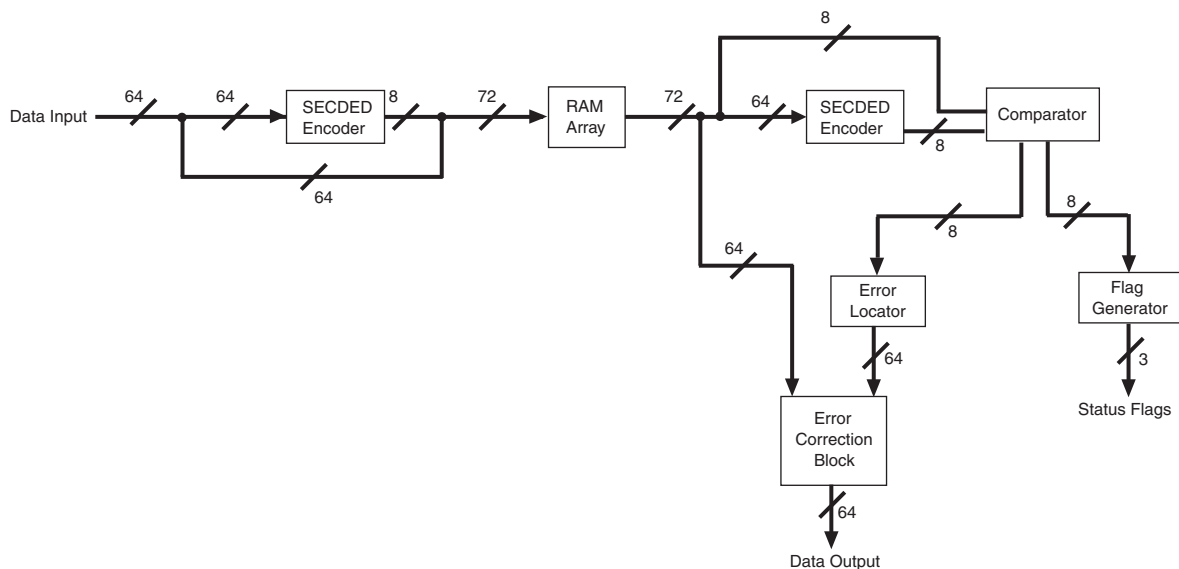 8
64
64
SECDED
Encoder
8
72
RAM
Array
72
64
SECDED
Encoder
8
Comparator
Data Input
64
8
8
64
Error
Locator
Flag
Generator
64
3
Status Flags
Error
Correction
Block
64
Data Output